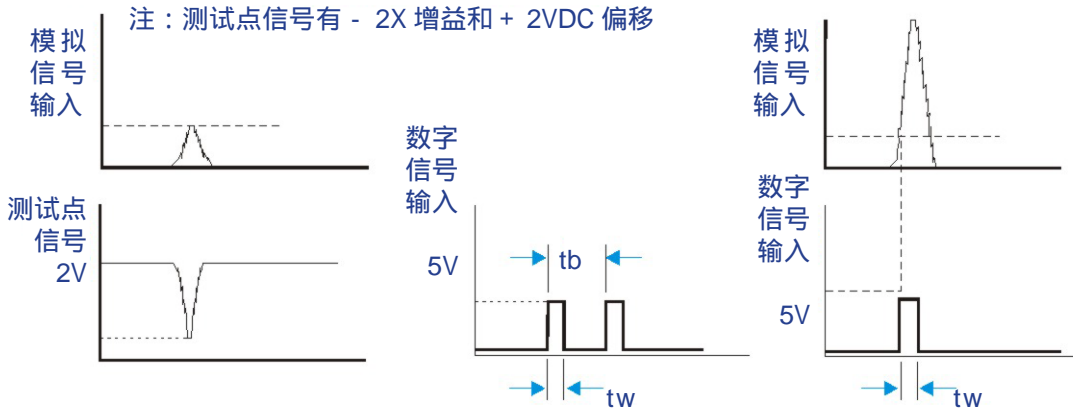 注：测试点信号有 - 2X 增益和 + 2VDC 偏移
模拟
信号
输入
测试点
信号
2V
数字
信号
输入
5V
tb
tw
模拟
信号
输入
数字
信号
输入
5V
tw